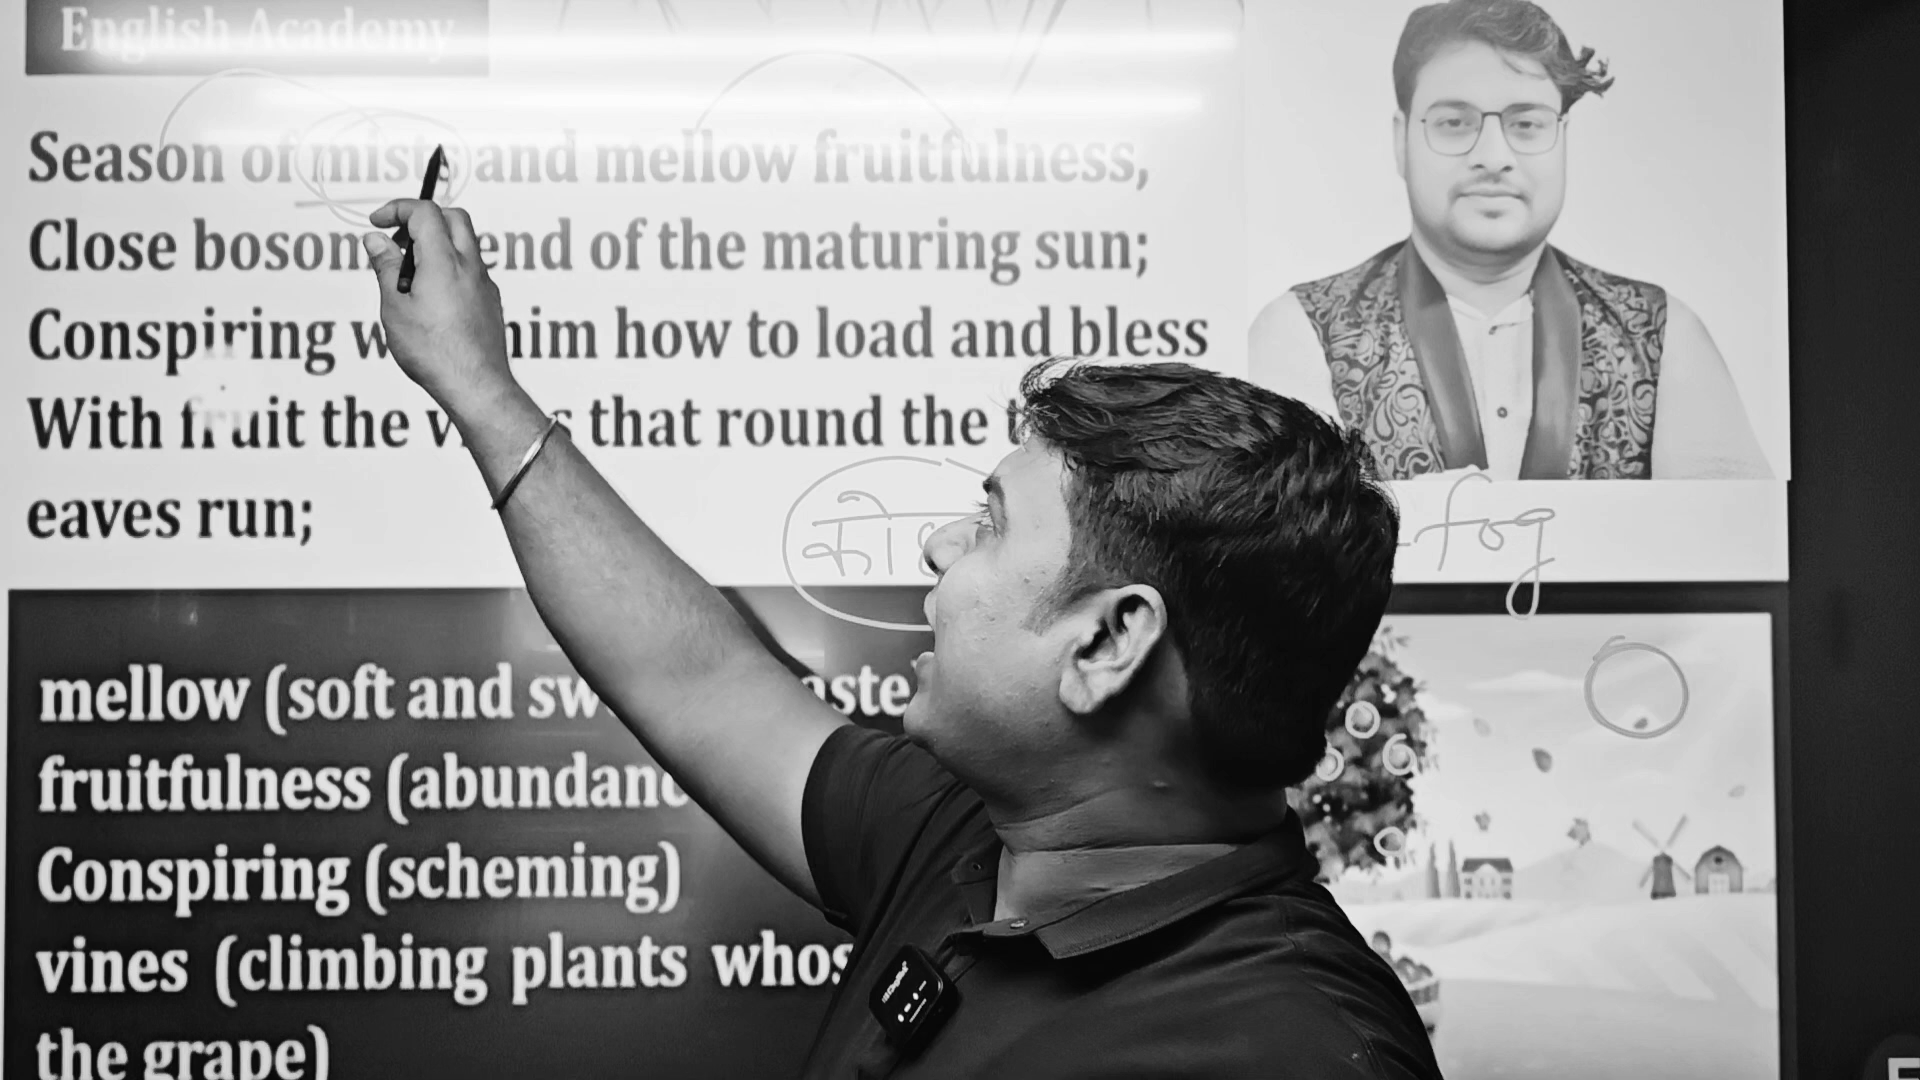 English Academy
Season of mists and mellow fruitfulness,
Close bosom end of the maturing sun;
Conspiring w him how to load and bless
With fruit the v s that round the t
eaves run;
को
fog
mellow (soft and sw aste
fruitfulness (abundanc
Conspiring (scheming)
vines (climbing plants whos
the grape)